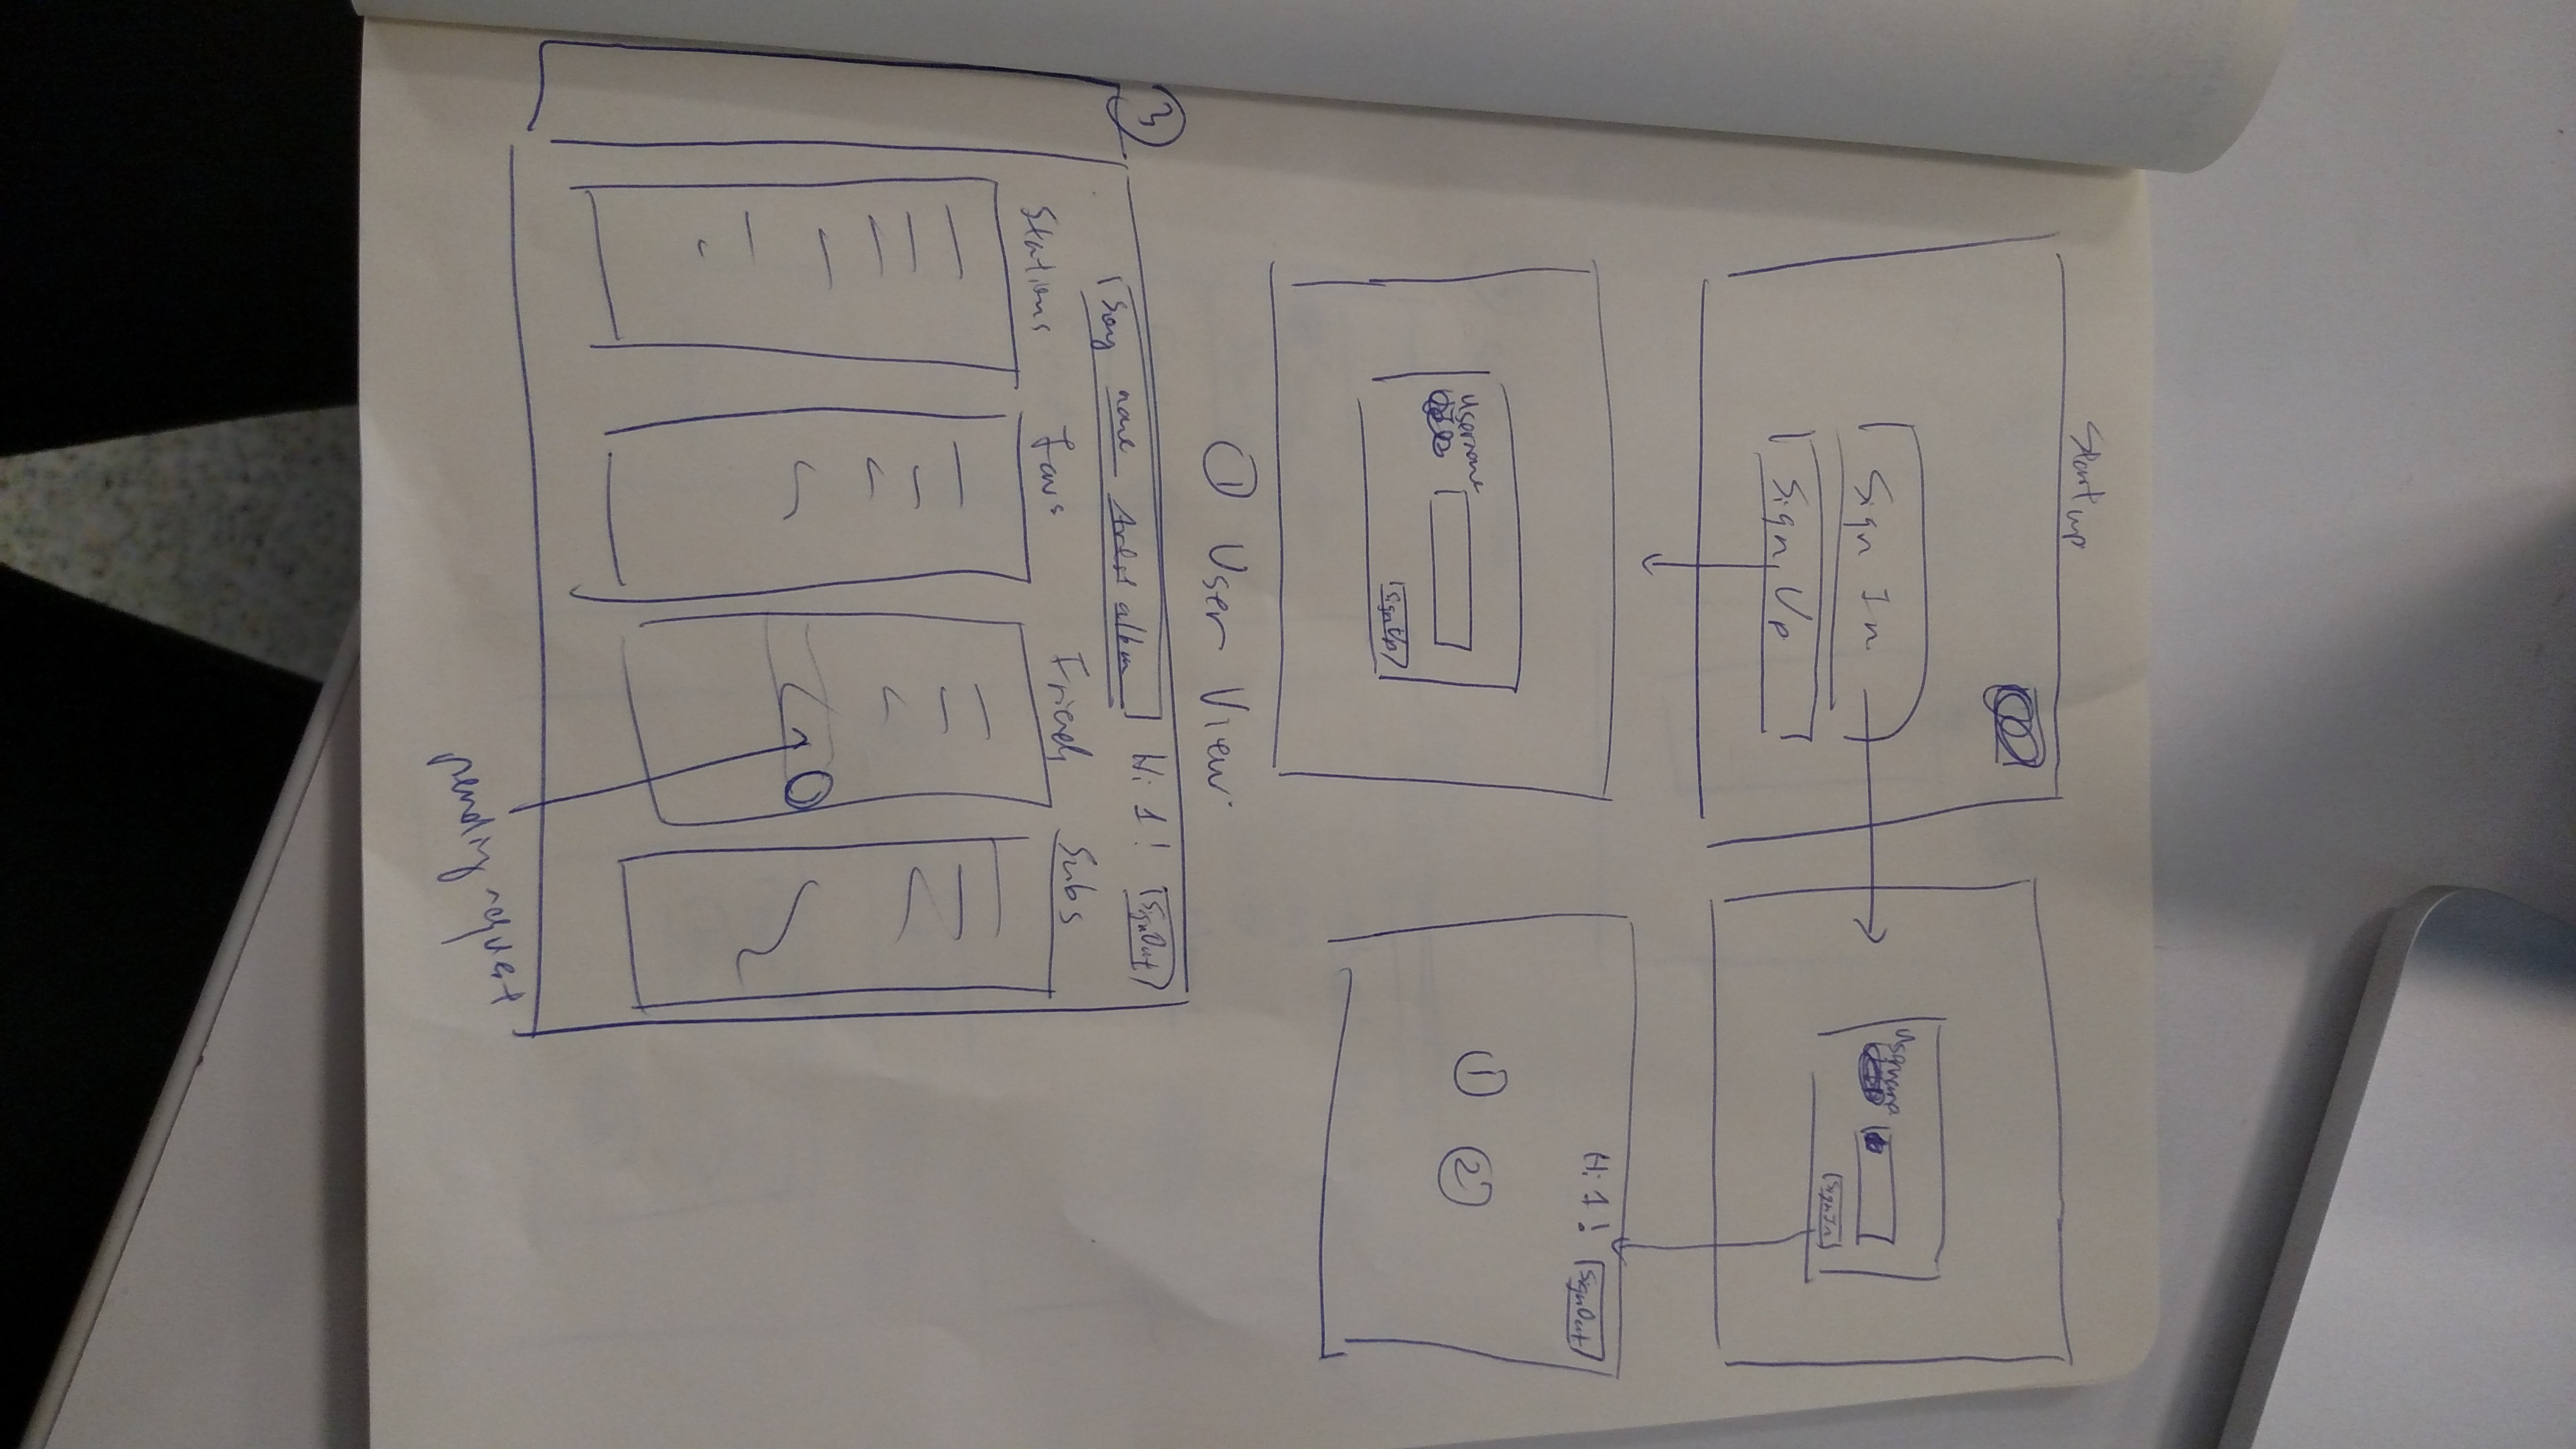 Startup
Sign In
Sign Up
Username
SignIn
Username
SignUp
Hi 1!
SignOut
1
2
1 User View
3
Song name Artist album
Hi 1!
SignOut
Stations
Favs
Friends
Subs
pending request